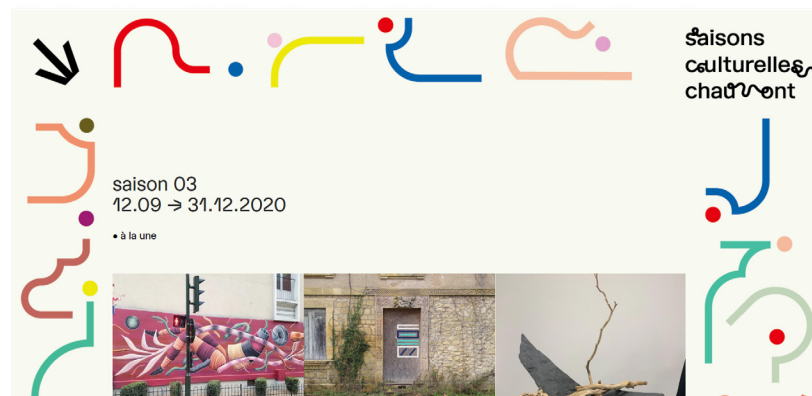 saisons
culturelles
chaumont
saison 03
12.09 → 31.12.2020
• à la une